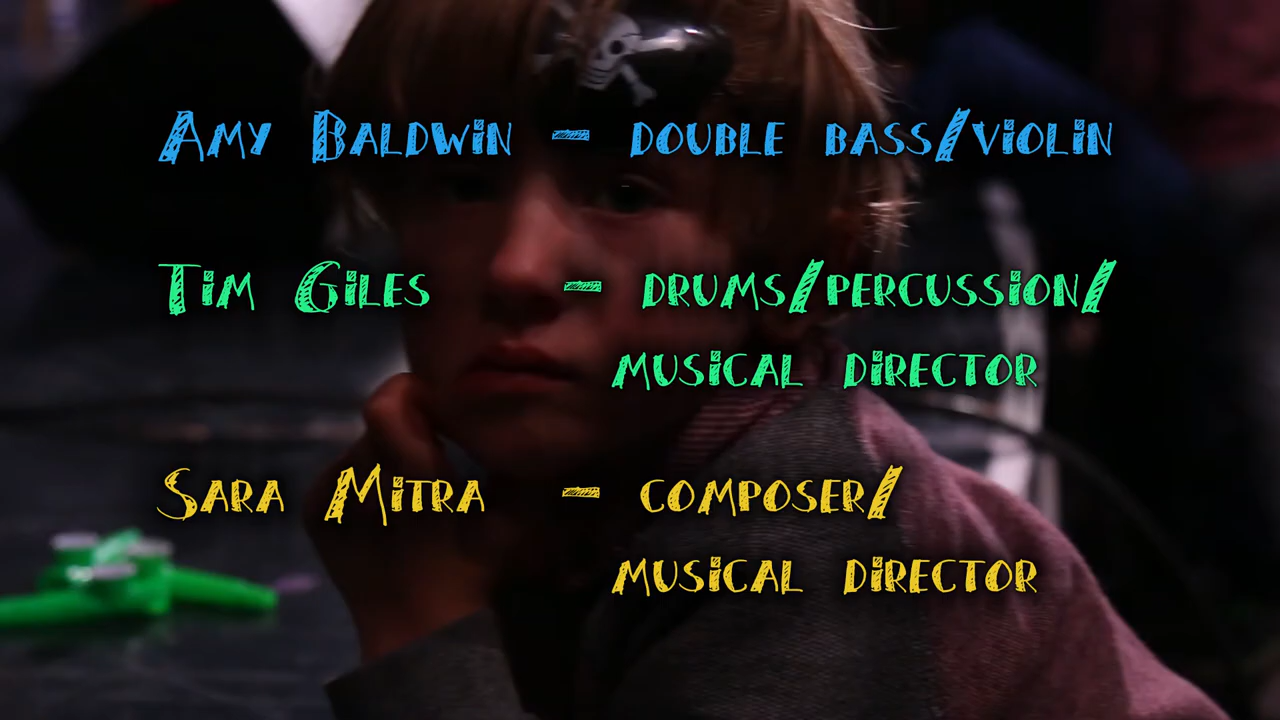 Amy Baldwin - double bass/violin
Tim Giles - drums/percussion/
musical director
Sara Mitra - composer/
musical director